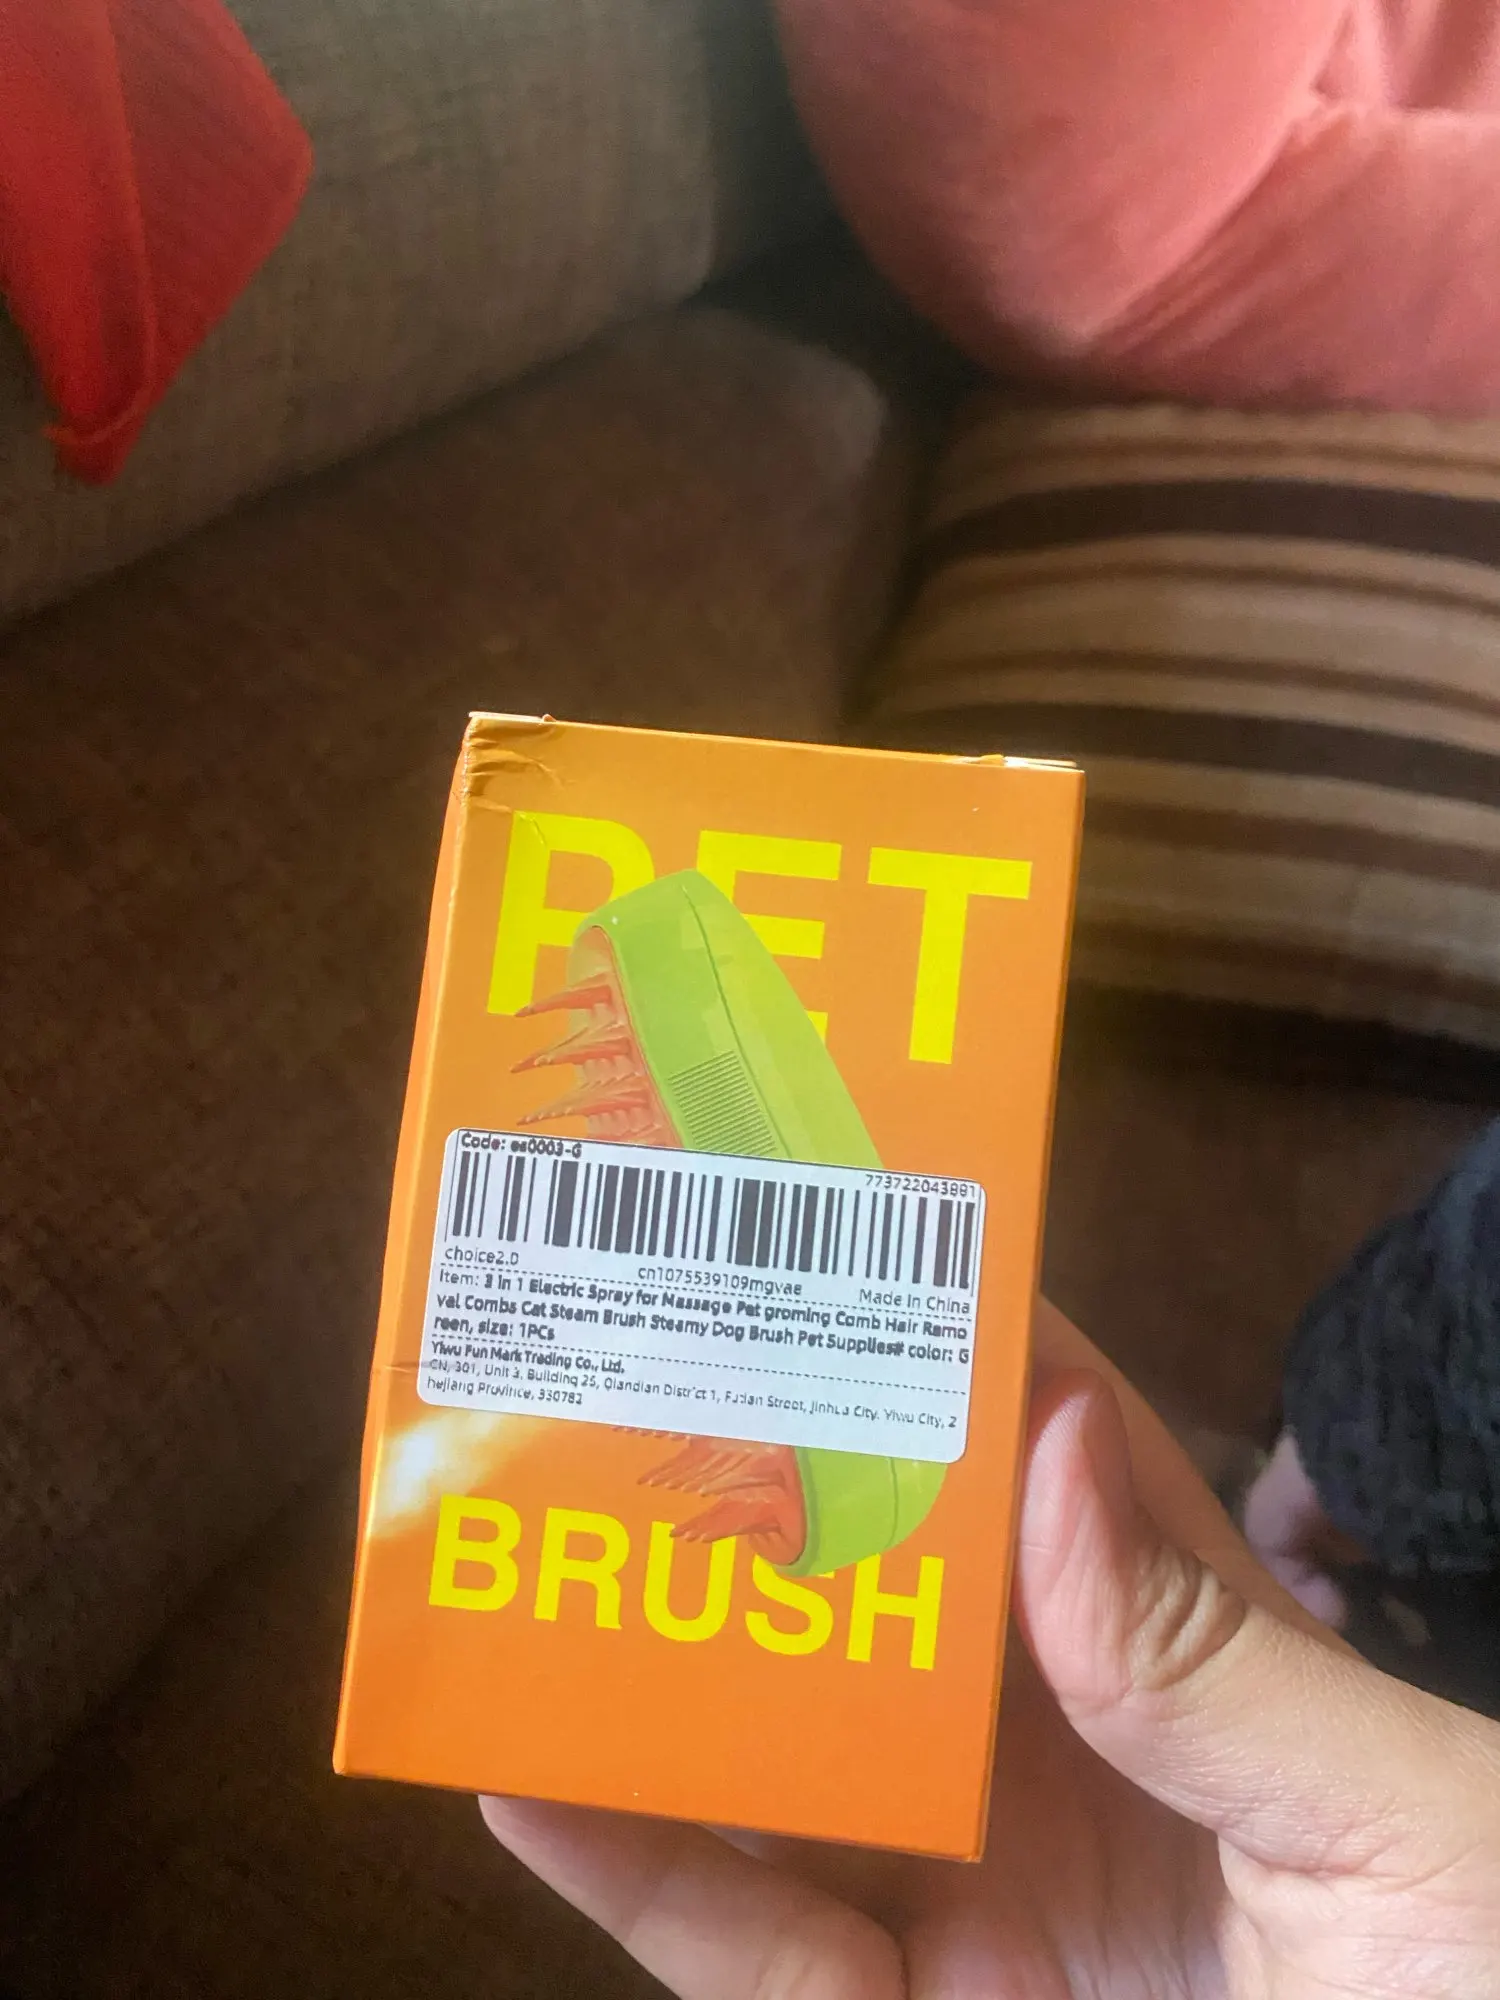 PET
Code: es0003-G
773722043881
choice2.0
cn1075539109mgvae
Made In China
Item: 3 In 1 Electric Spray for Massage Pet groming Comb Hair Remo
val Combs Cat Steam Brush Steamy Dog Brush Pet Supplies# color: G
reen, size: 1PCs
Yiwu Fun Mark Trading Co., Ltd.
CN, 301, Unit 3, Building 25, Qiandian District 1, Futian Street, Jinhua City, Yiwu City, Z
hejiang Province, 330782
BRUSH